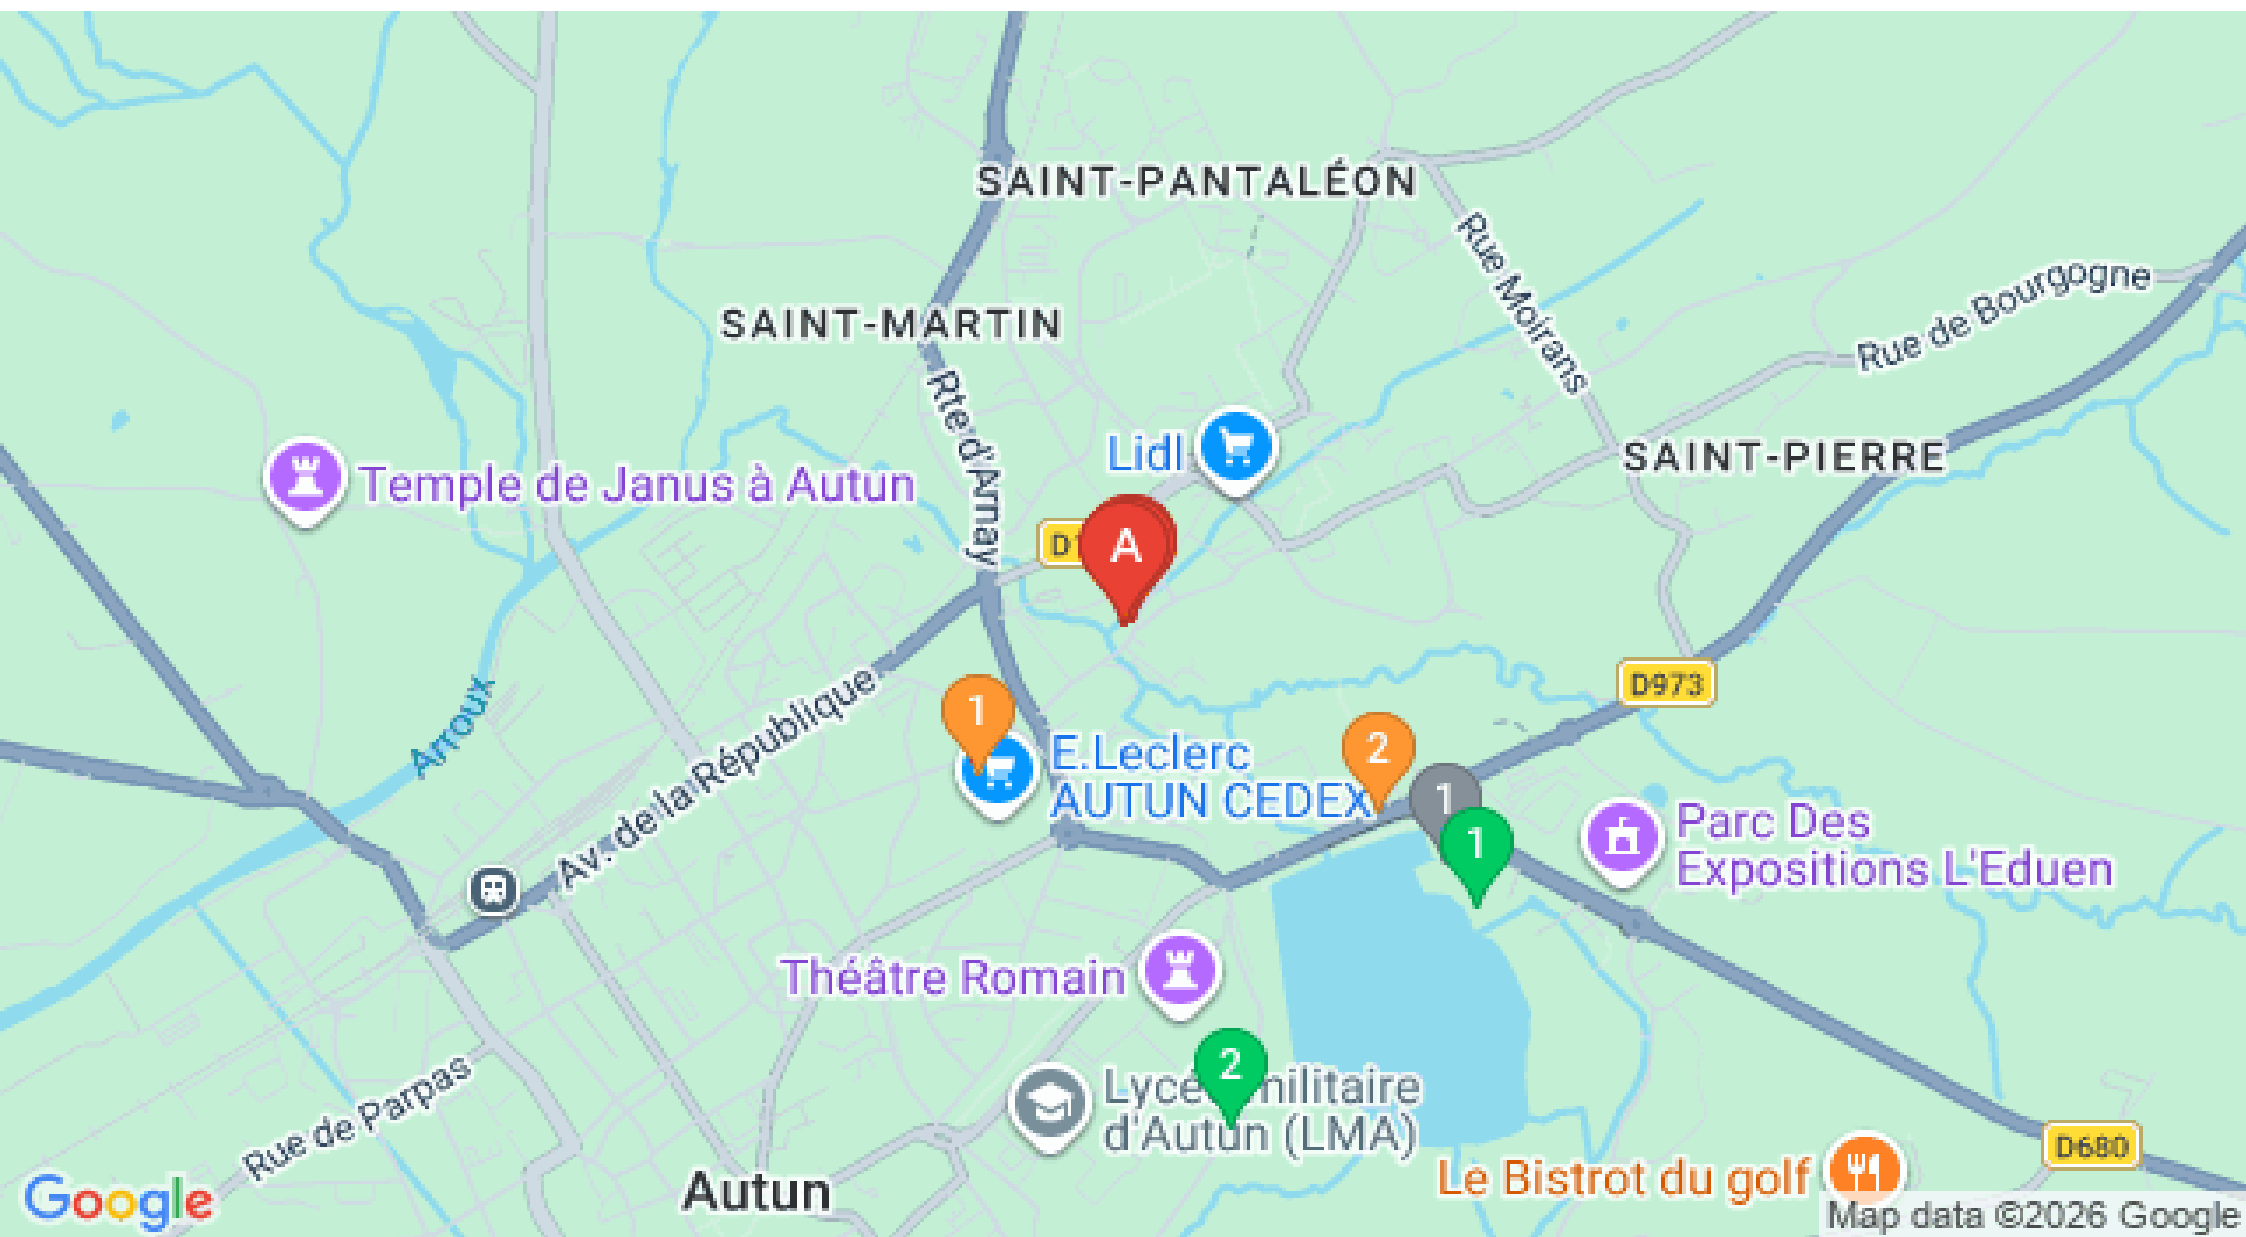 SAINT-PANTALÉON
Rue Moirans
Rue de Bourgogne
SAINT-MARTIN
Rte d'Arnay
Lidl
SAINT-PIERRE
Temple de Janus à Autun
A
D973
1
2
Arroux
Av. de la République
E.Leclerc
AUTUN CEDEX
1
1
Parc Des
Expositions L'Eduen
Théâtre Romain
2
Lycée militaire
d'Autun (LMA)
Rue de Parpas
D680
Le Bistrot du golf
Autun
Google
Map data ©2026 Google